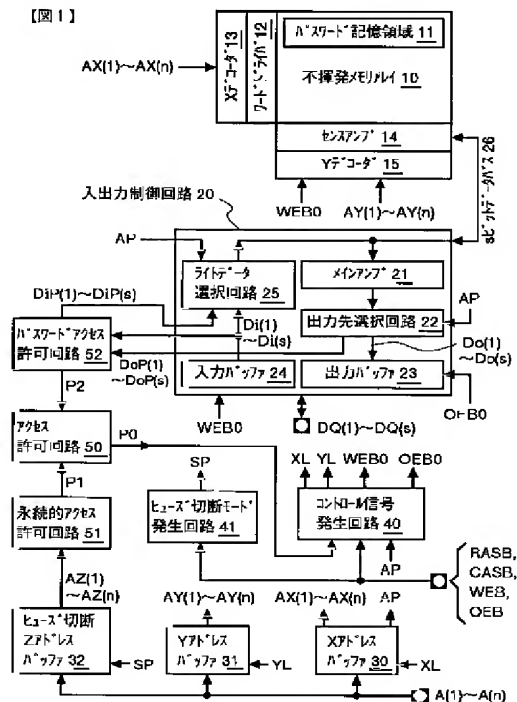 【図1】
パスワード記憶領域 11
不揮発メモリアレイ 10
ワードドライバ 12
Xデコーダ 13
AX(1)～AX(n)
センスアンプ 14
Yデコーダ 15
sビットデータバス 26
入出力制御回路 20
WEB0
AY(1)～AY(n)
AP
ライトデータ
選択回路 25
メインアンプ 21
DiP(1)～DiP(s)
出力先選択回路 22
AP
パスワードアクセス
許可回路 52
Di(1)
～Di(s)
Do(1)
～Do(s)
DoP(1)
～DoP(s)
入力バッファ 24
出力バッファ 23
P2
WEB0
DQ(1)～DQ(s)
OEB0
アクセス
許可回路 50
P0
SP
XL
YL
WEB0
OEB0
P1
永続的アクセス
許可回路 51
ヒューズ切断モード
発生回路 41
コントロール信号
発生回路 40
RASB,
CASB,
WEB,
OEB
AZ(1)
～AZ(n)
AY(1)～AY(n)
AX(1)～AX(n)
AP
AP
ヒューズ切断
Zアドレス
バッファ 32
SP
Yアドレス
バッファ 31
YL
Xアドレス
バッファ 30
XL
A(1)～A(n)